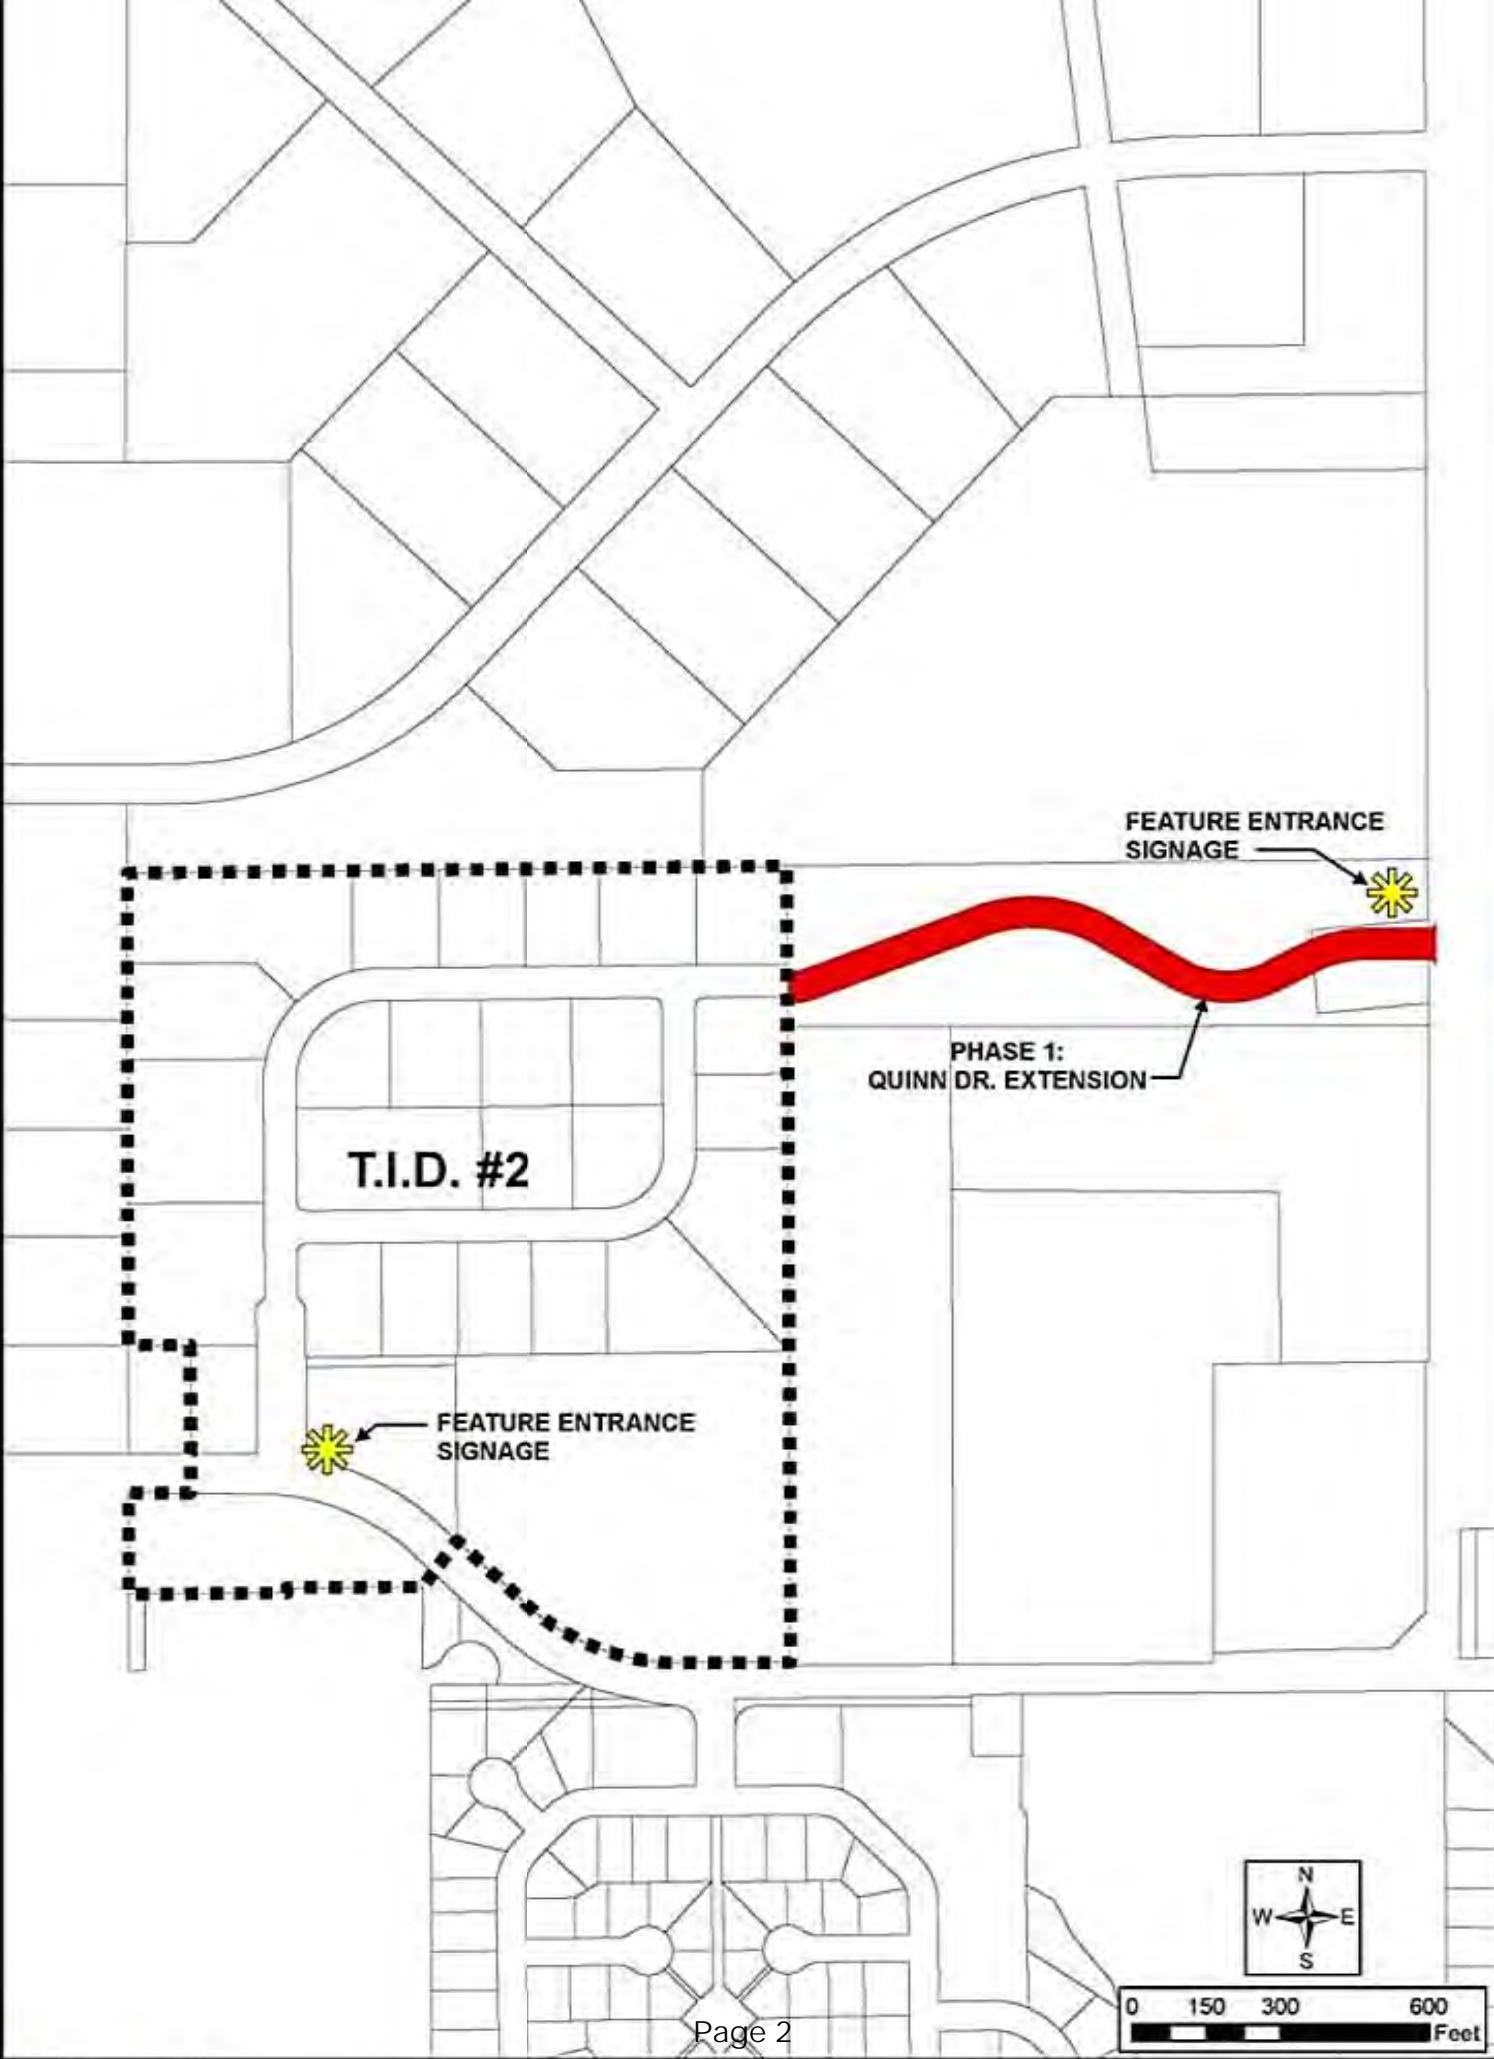 FEATURE ENTRANCE
SIGNAGE
PHASE 1:
QUINN DR. EXTENSION
T.I.D. #2
FEATURE ENTRANCE
SIGNAGE
N
W E
S
0 150 300 600
Feet
Page 2